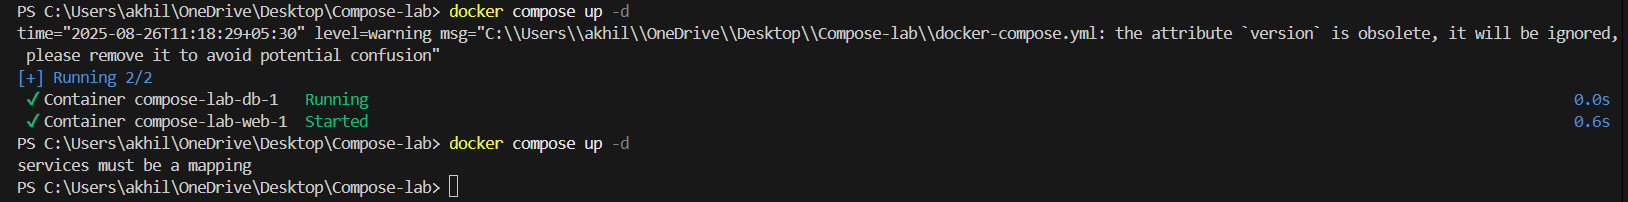 PS C:\Users\akhil\OneDrive\Desktop\Compose-lab> docker compose up -d
time="2025-08-26T11:18:29+05:30" level=warning msg="C:\\Users\\akhil\\OneDrive\\Desktop\\Compose-lab\\docker-compose.yml: the attribute `version` is obsolete, it will be ignored,
 please remove it to avoid potential confusion"
[+] Running 2/2
 ✓ Container compose-lab-db-1   Running 0.0s
 ✓ Container compose-lab-web-1  Started 0.6s
PS C:\Users\akhil\OneDrive\Desktop\Compose-lab> docker compose up -d
services must be a mapping
PS C:\Users\akhil\OneDrive\Desktop\Compose-lab>